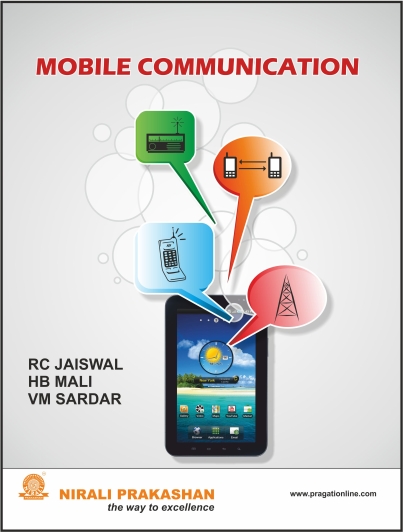 MOBILE COMMUNICATION
RC JAISWAL
HB MALI
VM SARDAR
NIRALI PRAKASHAN
the way to excellence
www.pragationline.com